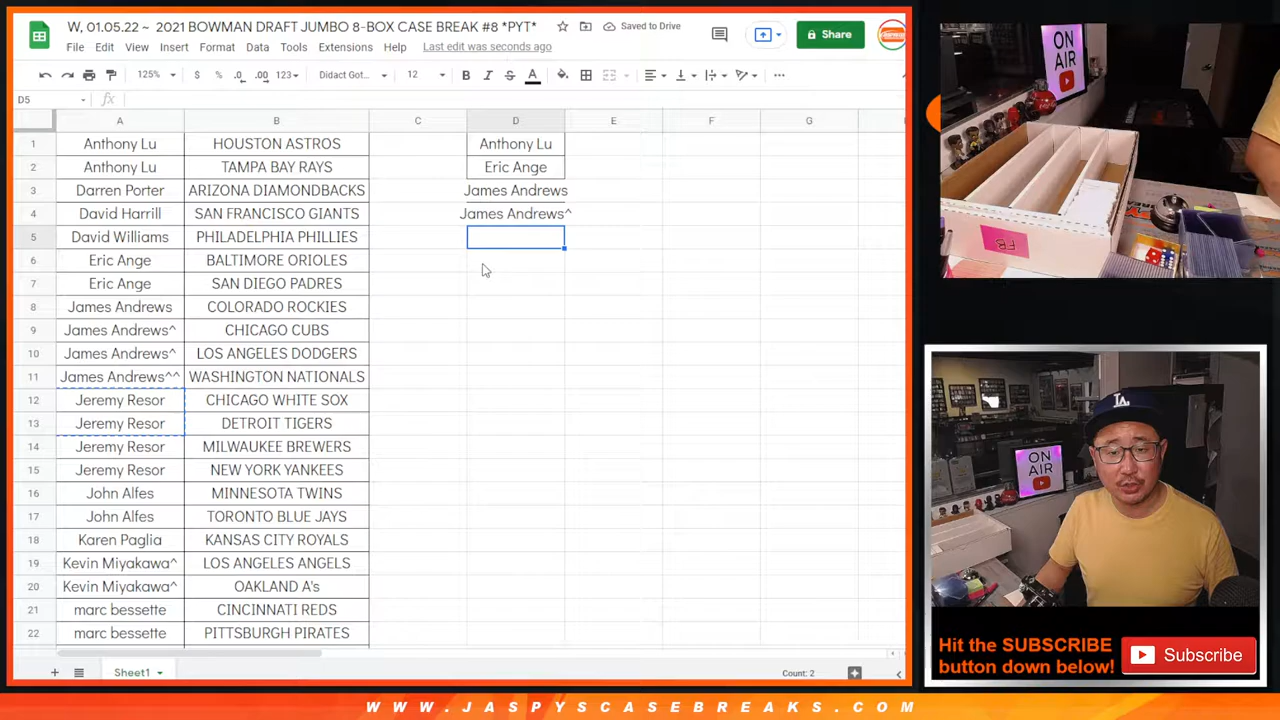 W, 01.05.22 ~ 2021 BOWMAN DRAFT JUMBO 8-BOX CASE BREAK #8 *PYT*
Saved to Drive
File Edit View Insert Format Data Tools Extensions Help Last edit was seconds ago
Share
125% $ % .0 .00 123 Didact Got... 12 B I S A
D5 fx
A B C D E F G
1 Anthony Lu HOUSTON ASTROS Anthony Lu
2 Anthony Lu TAMPA BAY RAYS Eric Ange
3 Darren Porter ARIZONA DIAMONDBACKS James Andrews
4 David Harrill SAN FRANCISCO GIANTS James Andrews^
5 David Williams PHILADELPHIA PHILLIES
6 Eric Ange BALTIMORE ORIOLES
7 Eric Ange SAN DIEGO PADRES
8 James Andrews COLORADO ROCKIES
9 James Andrews^ CHICAGO CUBS
10 James Andrews^ LOS ANGELES DODGERS
11 James Andrews^^ WASHINGTON NATIONALS
12 Jeremy Resor CHICAGO WHITE SOX
13 Jeremy Resor DETROIT TIGERS
14 Jeremy Resor MILWAUKEE BREWERS
15 Jeremy Resor NEW YORK YANKEES
16 John Alfes MINNESOTA TWINS
17 John Alfes TORONTO BLUE JAYS
18 Karen Paglia KANSAS CITY ROYALS
19 Kevin Miyakawa^ LOS ANGELES ANGELS
20 Kevin Miyakawa^ OAKLAND A's
21 marc bessette CINCINNATI REDS
22 marc bessette PITTSBURGH PIRATES
Sheet1
Count: 2
ON
AIR
FB
ON
AIR
LA
Hit the SUBSCRIBE
button down below!
Subscribe
WWW.JASPYSCASEBREAKS.COM